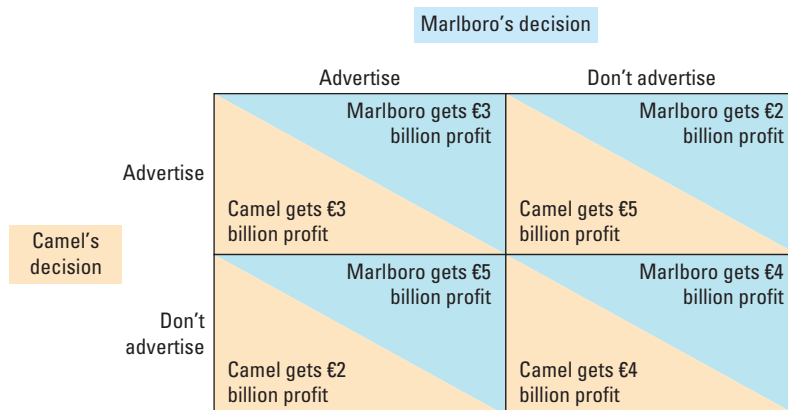 Marlboro's decision
Advertise
Don't advertise
Marlboro gets €3
billion profit
Marlboro gets €2
billion profit
Advertise
Camel gets €3
billion profit
Camel gets €5
billion profit
Camel's
decision
Marlboro gets €5
billion profit
Marlboro gets €4
billion profit
Don't
advertise
Camel gets €2
billion profit
Camel gets €4
billion profit